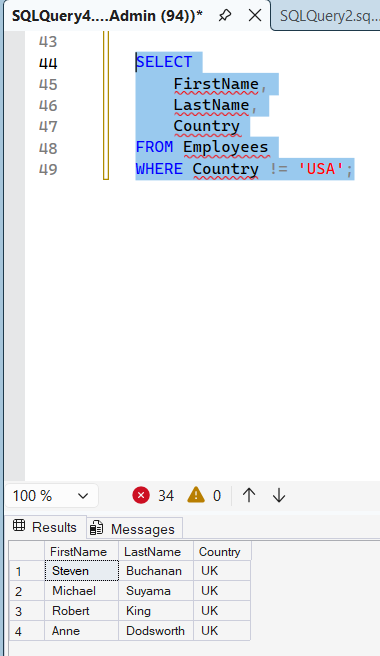 SQLQuery4....Admin (94))* SQLQuery2.sq...
43
44 SELECT
45 FirstName,
46 LastName,
47 Country
48 FROM Employees
49 WHERE Country != 'USA';
100 % 34 0
Results Messages
FirstName LastName Country
1 Steven Buchanan UK
2 Michael Suyama UK
3 Robert King UK
4 Anne Dodsworth UK